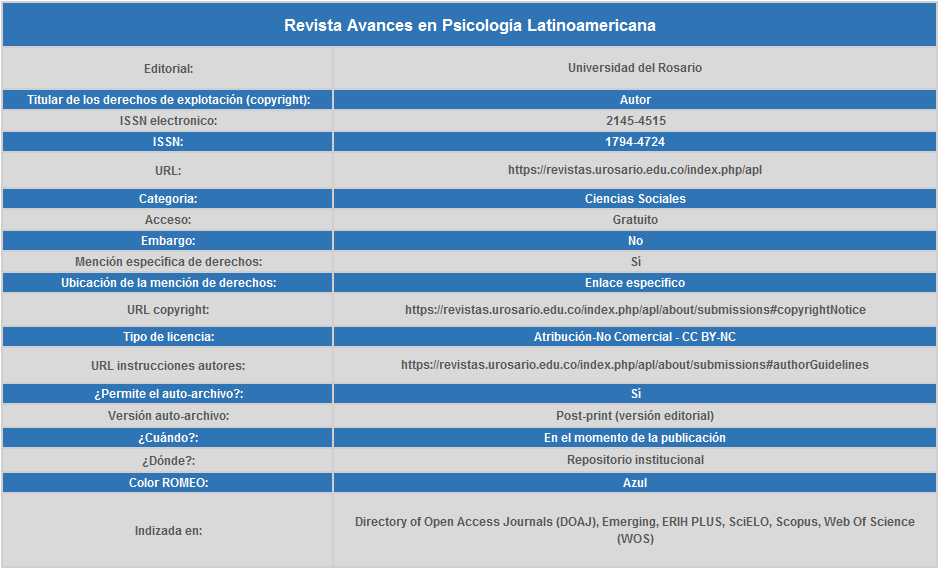 Revista Avances en Psicología Latinoamericana
Editorial: Universidad del Rosario
Titular de los derechos de explotación (copyright): Autor
ISSN electronico: 2145-4515
ISSN: 1794-4724
URL: https://revistas.urosario.edu.co/index.php/apl
Categoria: Ciencias Sociales
Acceso: Gratuito
Embargo: No
Mención específica de derechos: Sí
Ubicación de la mención de derechos: Enlace especifico
URL copyright: https://revistas.urosario.edu.co/index.php/apl/about/submissions#copyrightNotice
Tipo de licencia: Atribución-No Comercial - CC BY-NC
URL instrucciones autores: https://revistas.urosario.edu.co/index.php/apl/about/submissions#authorGuidelines
¿Permite el auto-archivo?: Sí
Versión auto-archivo: Post-print (versión editorial)
¿Cuándo?: En el momento de la publicación
¿Dónde?: Repositorio institucional
Color ROMEO: Azul
Indizada en: Directory of Open Access Journals (DOAJ), Emerging, ERIH PLUS, SciELO, Scopus, Web Of Science
(WOS)